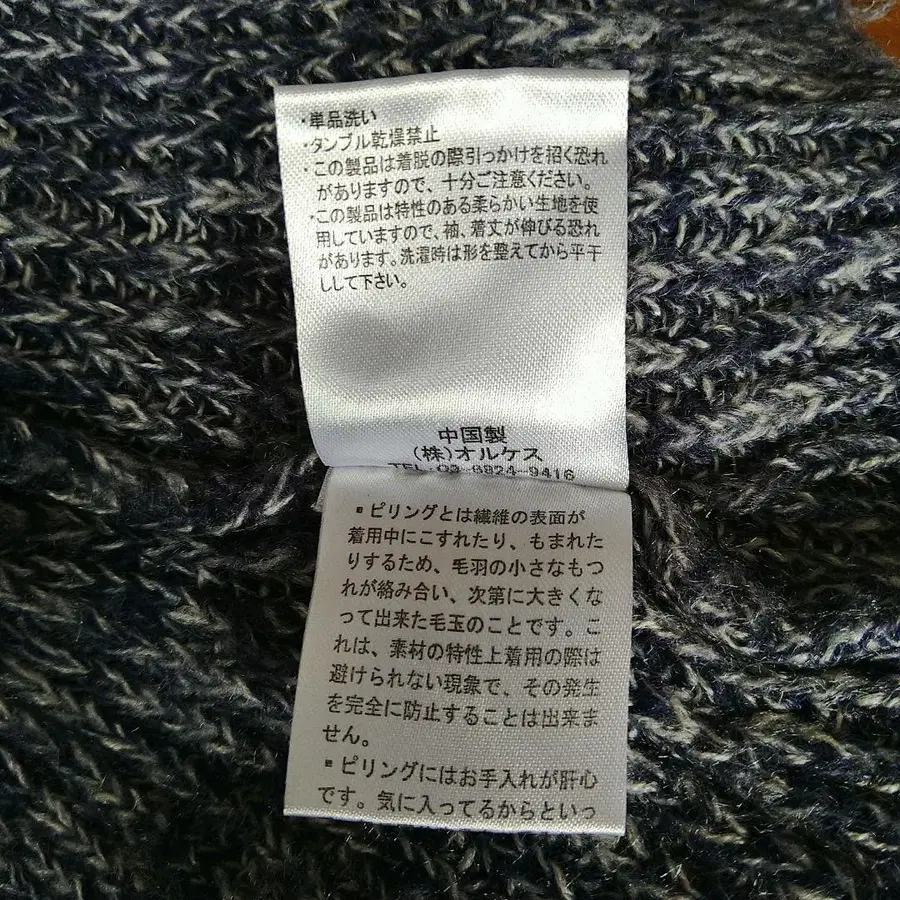 ・単品洗い
・タンブル乾燥禁止
・この製品は着脱の際引っかけを招く恐れ
がありますので、十分ご注意ください。
・この製品は特性のある柔らかい生地を使
用していますので、袖、着丈が伸びる恐れ
があります。洗濯時は形を整えてから平干
しして下さい。
中国製
(株)オルケス
TEL:03-8824-9416
▪ピリングとは繊維の表面が
着用中にこすれたり、もまれた
りするため、毛羽の小さなもつ
れが絡み合い、次第に大きくな
って出来た毛玉のことです。こ
れは、素材の特性上着用の際は
避けられない現象で、その発生
を完全に防止することは出来ま
せん。
▪ピリングにはお手入れが肝心
です。気に入ってるからといっ